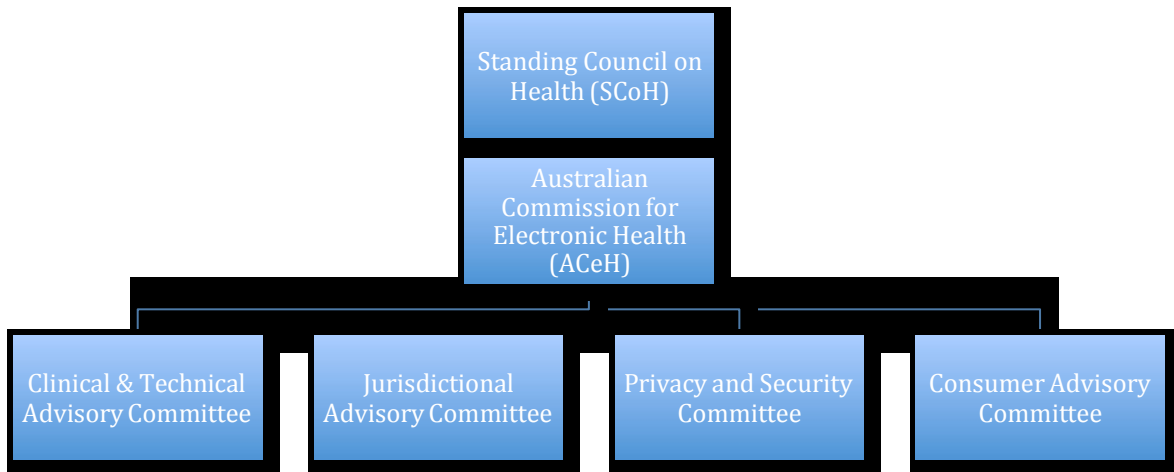 Standing Council on
Health (SCoH)
Australian
Commission for
Electronic Health
(ACeH)
Clinical & Technical
Advisory Committee
Jurisdictional
Advisory Committee
Privacy and Security
Committee
Consumer Advisory
Committee